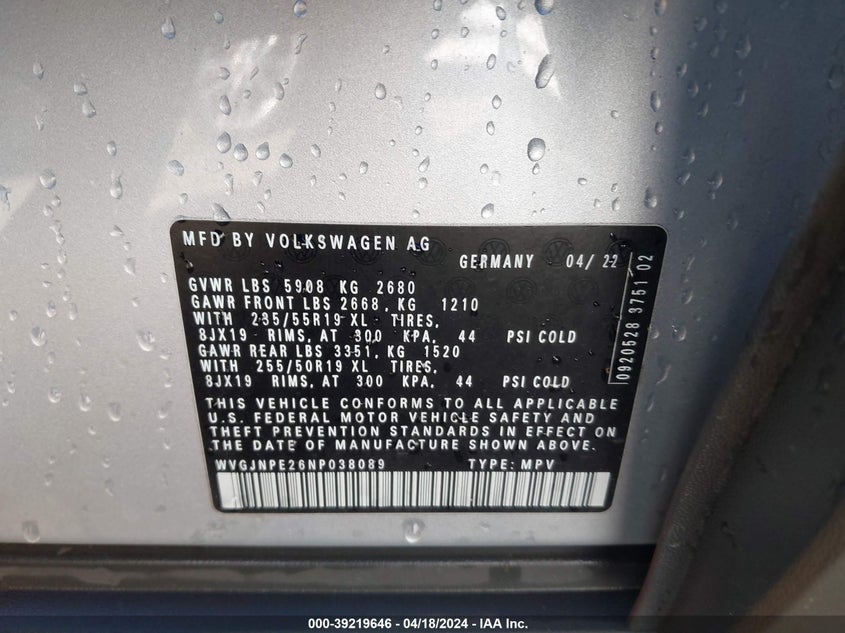 MFD BY VOLKSWAGEN AG
GERMANY 04/22
GVWR LBS 5908 KG 2680
GAWR FRONT LBS 2668, KG 1210
WITH 235/55R19 XL TIRES,
8JX19 RIMS, AT 300 KPA, 44 PSI COLD
GAWR REAR LBS 3351, KG 1520
WITH 255/50R19 XL TIRES,
8JX19 RIMS, AT 300 KPA, 44 PSI COLD
0920528 3751 02
THIS VEHICLE CONFORMS TO ALL APPLICABLE
U.S. FEDERAL MOTOR VEHICLE SAFETY AND
THEFT PREVENTION STANDARDS IN EFFECT ON
THE DATE OF MANUFACTURE SHOWN ABOVE.
WVGJNPE26NP038089 TYPE: MPV
000-39219646 - 04/18/2024 - IAA Inc.